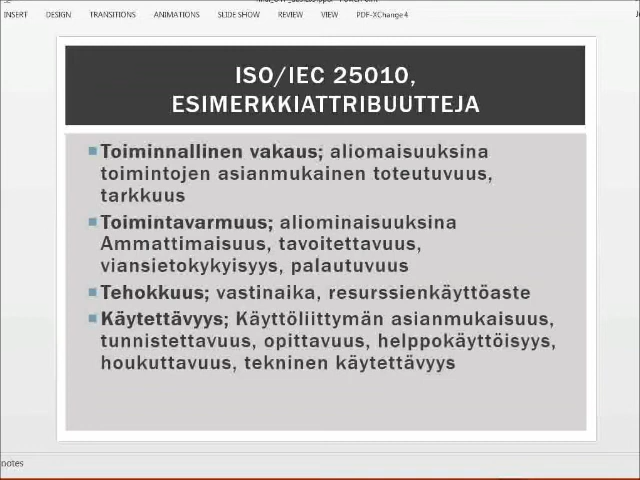 INSERT DESIGN TRANSITIONS ANIMATIONS SLIDE SHOW REVIEW VIEW PDF-XChange 4
ISO/IEC 25010,
ESIMERKKIATTRIBUUTTEJA
Toiminnallinen vakaus; aliomaisuuksina
toimintojen asianmukainen toteutuvuus,
tarkkuus
Toimintavarmuus; aliominaisuuksina
Ammattimaisuus, tavoitettavuus,
viansietokykyisyys, palautuvuus
Tehokkuus; vastinaika, resurssienkäyttöaste
Käytettävyys; Käyttöliittymän asianmukaisuus,
tunnistettavuus, opittavuus, helppokäyttöisyys,
houkuttavuus, tekninen käytettävyys
notes